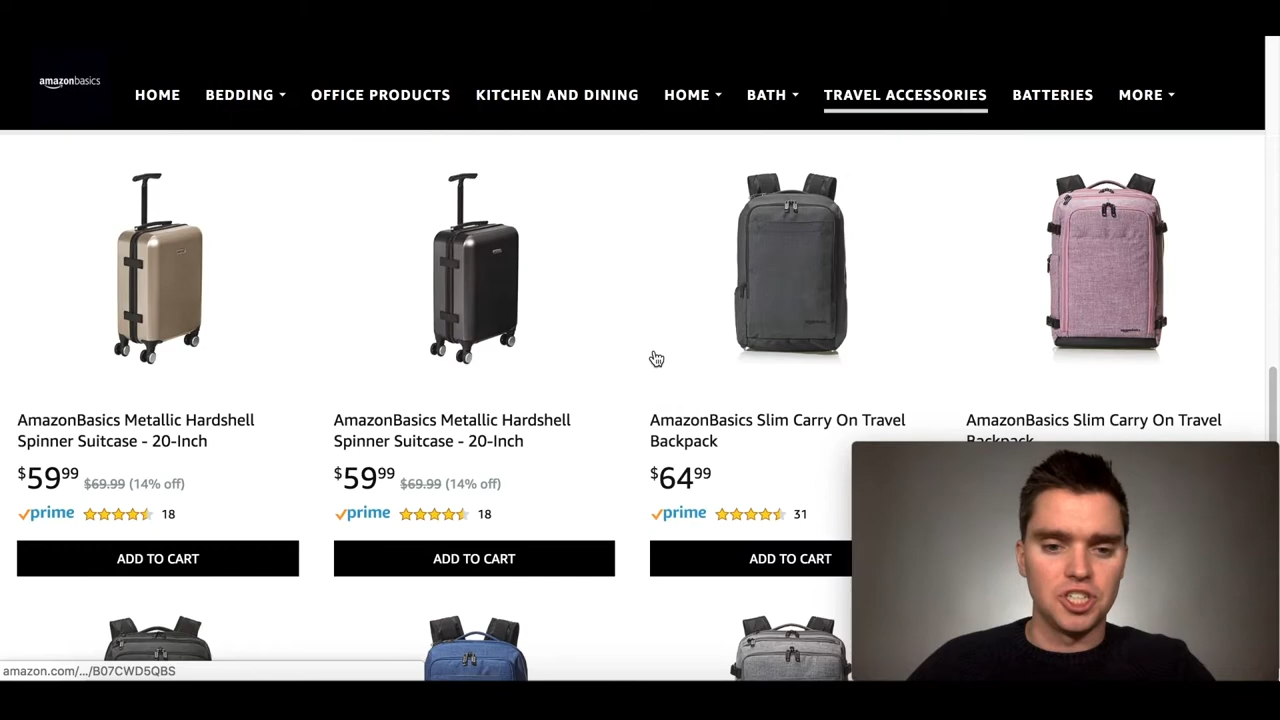 amazonbasics
HOME BEDDING OFFICE PRODUCTS KITCHEN AND DINING HOME BATH TRAVEL ACCESSORIES BATTERIES MORE
AmazonBasics Metallic Hardshell
Spinner Suitcase - 20-Inch
$59.99 $69.99 (14% off)
prime 18
ADD TO CART
AmazonBasics Metallic Hardshell
Spinner Suitcase - 20-Inch
$59.99 $69.99 (14% off)
prime 18
ADD TO CART
AmazonBasics Slim Carry On Travel
Backpack
$64.99
prime 31
ADD TO CART
AmazonBasics Slim Carry On Travel
Backpack
amazon.com/.../B07CWD5QBS